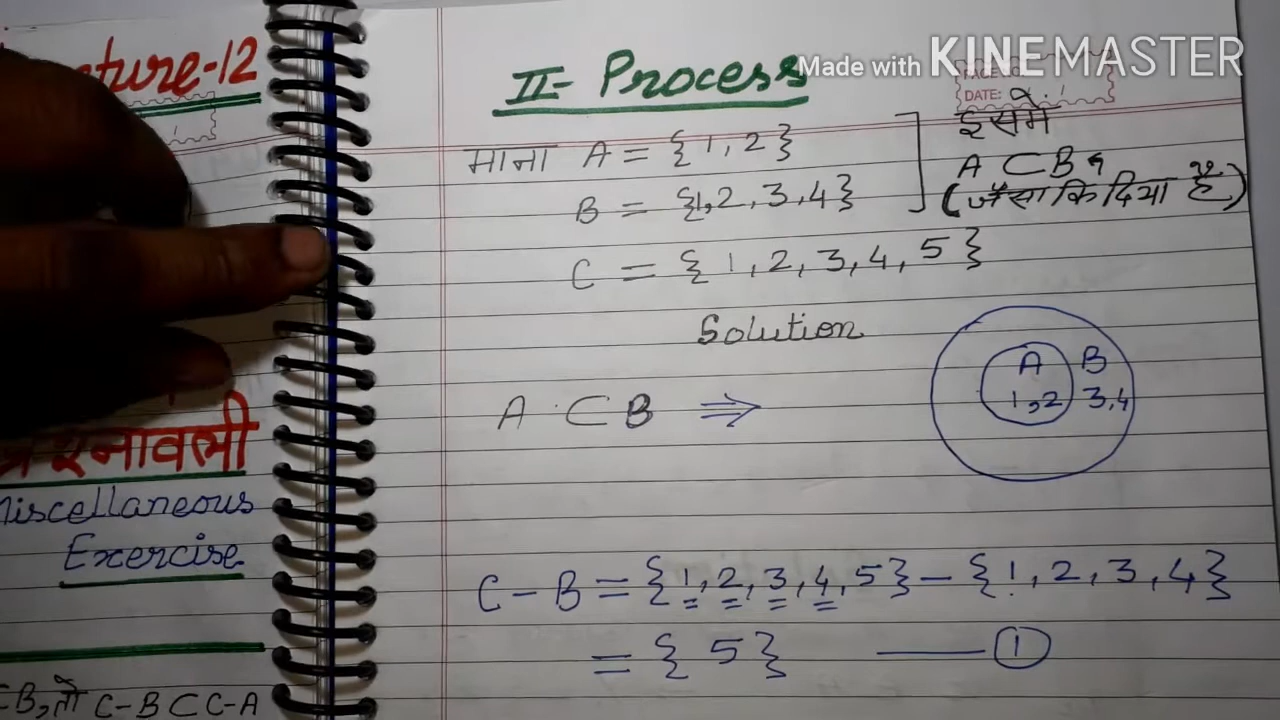 cture-12
प्रश्नावली
Miscellaneous
Exercise
CB, तो C-B⊂C-A
Made with KINEMASTER
DATE:
II- Process
माना A = {1,2}
B = {1,2,3,4}
C = {1,2,3,4,5}
इसमें
A ⊂ B
(जैसा कि दिया है)
Solution
A ⊂ B ⇒
A B
1,2 3,4
C - B = {1,2,3,4,5} - {1,2,3,4}
= {5} —— ①